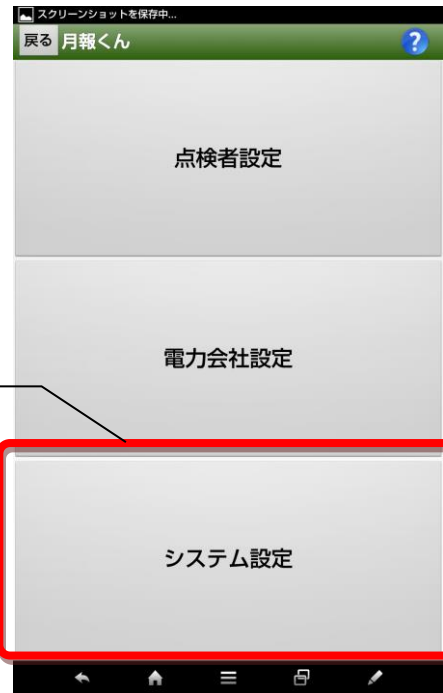 スクリーンショットを保存中...
戻る 月報くん ?
点検者設定
電力会社設定
システム設定